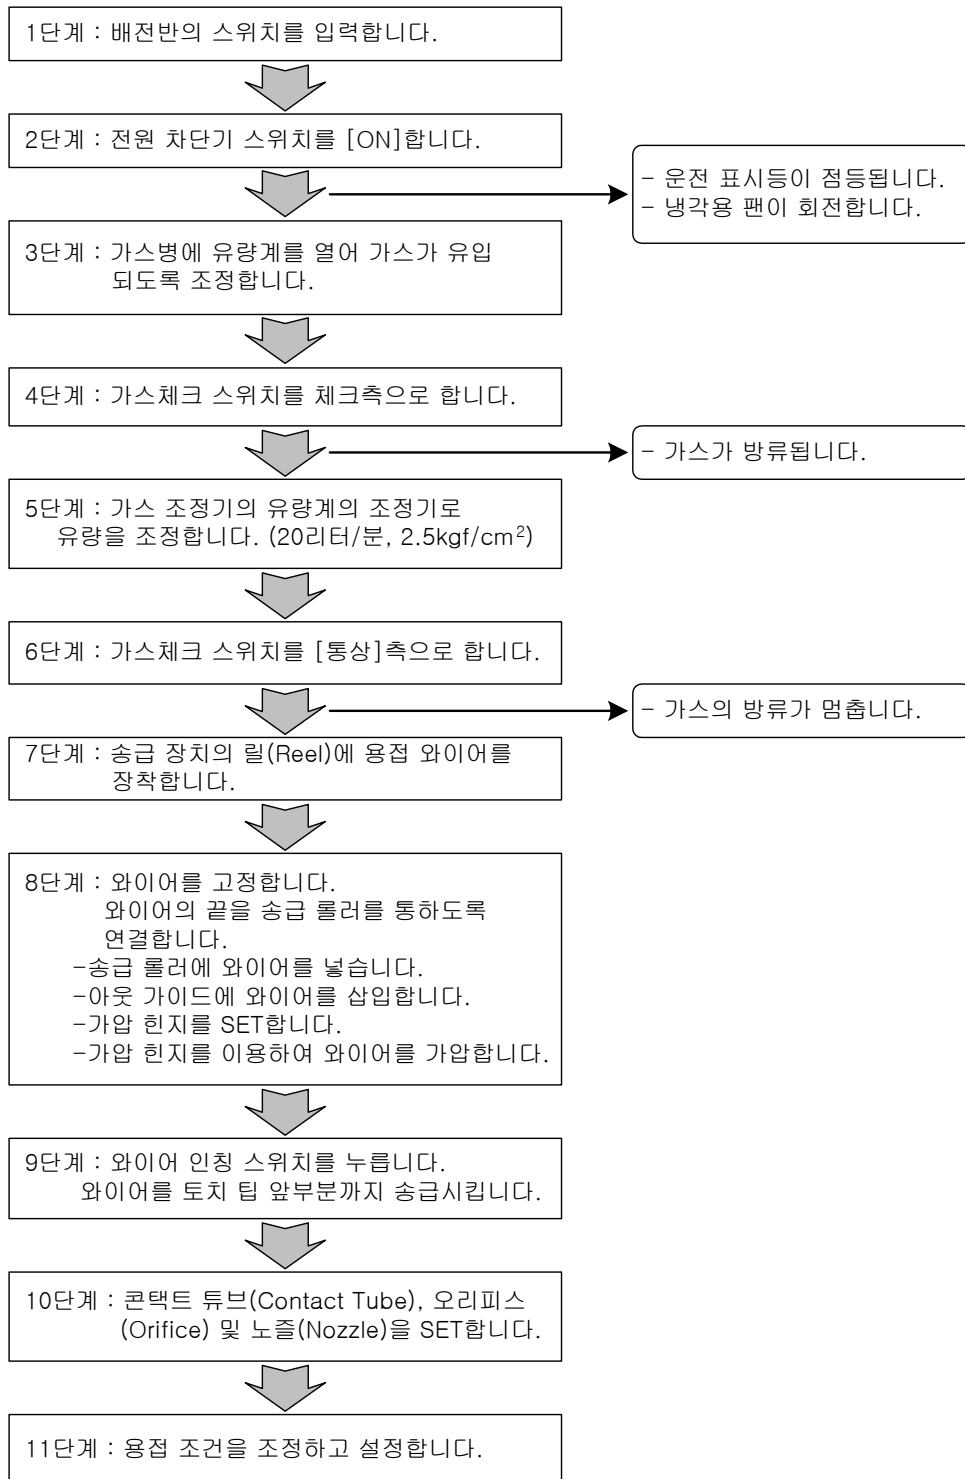 1단계 : 배전반의 스위치를 입력합니다.
2단계 : 전원 차단기 스위치를 [ON]합니다.
- 운전 표시등이 점등됩니다.
- 냉각용 팬이 회전합니다.
3단계 : 가스병에 유량계를 열어 가스가 유입
되도록 조정합니다.
4단계 : 가스체크 스위치를 체크측으로 합니다.
- 가스가 방류됩니다.
5단계 : 가스 조정기의 유량계의 조정기로
유량을 조정합니다. (20리터/분, 2.5kgf/cm²)
6단계 : 가스체크 스위치를 [통상]측으로 합니다.
- 가스의 방류가 멈춥니다.
7단계 : 송급 장치의 릴(Reel)에 용접 와이어를
장착합니다.
8단계 : 와이어를 고정합니다.
와이어의 끝을 송급 롤러를 통하도록
연결합니다.
-송급 롤러에 와이어를 넣습니다.
-아웃 가이드에 와이어를 삽입합니다.
-가압 힌지를 SET합니다.
-가압 힌지를 이용하여 와이어를 가압합니다.
9단계 : 와이어 인칭 스위치를 누릅니다.
와이어를 토치 팁 앞부분까지 송급시킵니다.
10단계 : 콘택트 튜브(Contact Tube), 오리피스
(Orifice) 및 노즐(Nozzle)을 SET합니다.
11단계 : 용접 조건을 조정하고 설정합니다.